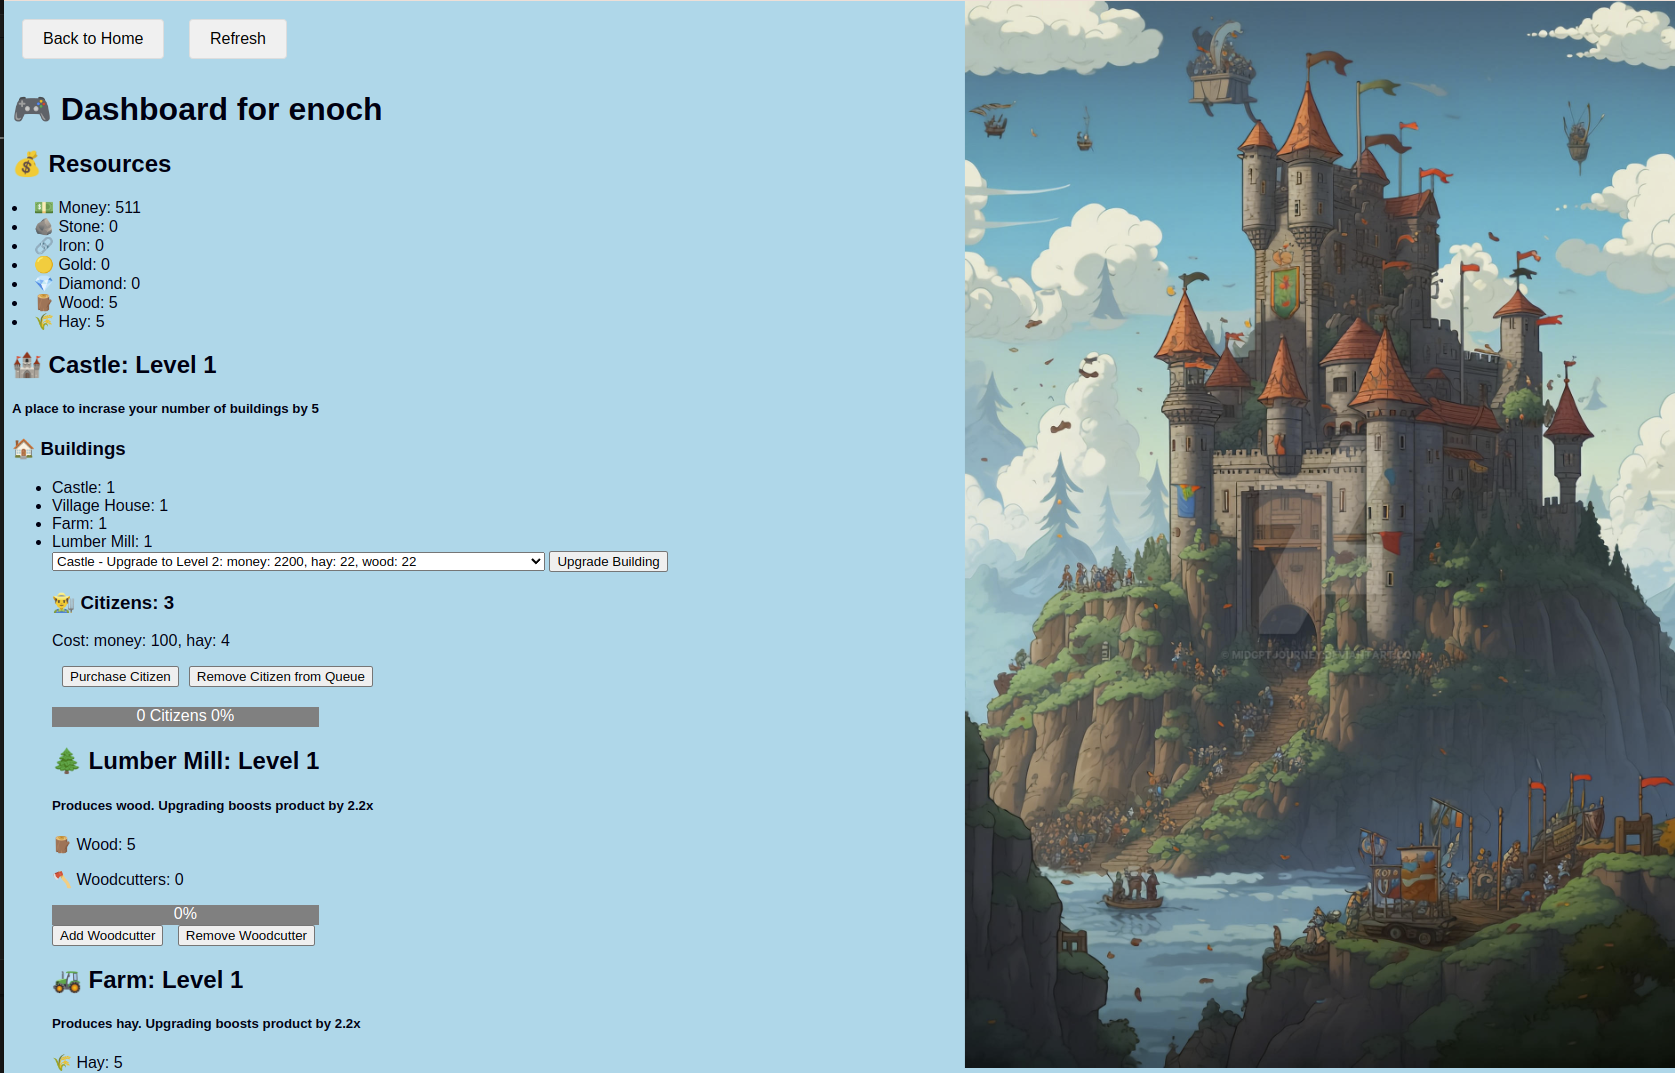 Back to Home
Refresh
🎮 Dashboard for enoch
💰 Resources
💵 Money: 511
🪨 Stone: 0
🔗 Iron: 0
🟡 Gold: 0
💎 Diamond: 0
🪵 Wood: 5
🌾 Hay: 5
🏰 Castle: Level 1
A place to incrase your number of buildings by 5
🏠 Buildings
Castle: 1
Village House: 1
Farm: 1
Lumber Mill: 1
Castle - Upgrade to Level 2: money: 2200, hay: 22, wood: 22
Upgrade Building
👨‍🌾 Citizens: 3
Cost: money: 100, hay: 4
Purchase Citizen
Remove Citizen from Queue
0 Citizens 0%
🌲 Lumber Mill: Level 1
Produces wood. Upgrading boosts product by 2.2x
🪵 Wood: 5
🪓 Woodcutters: 0
0%
Add Woodcutter
Remove Woodcutter
🚜 Farm: Level 1
Produces hay. Upgrading boosts product by 2.2x
🌾 Hay: 5